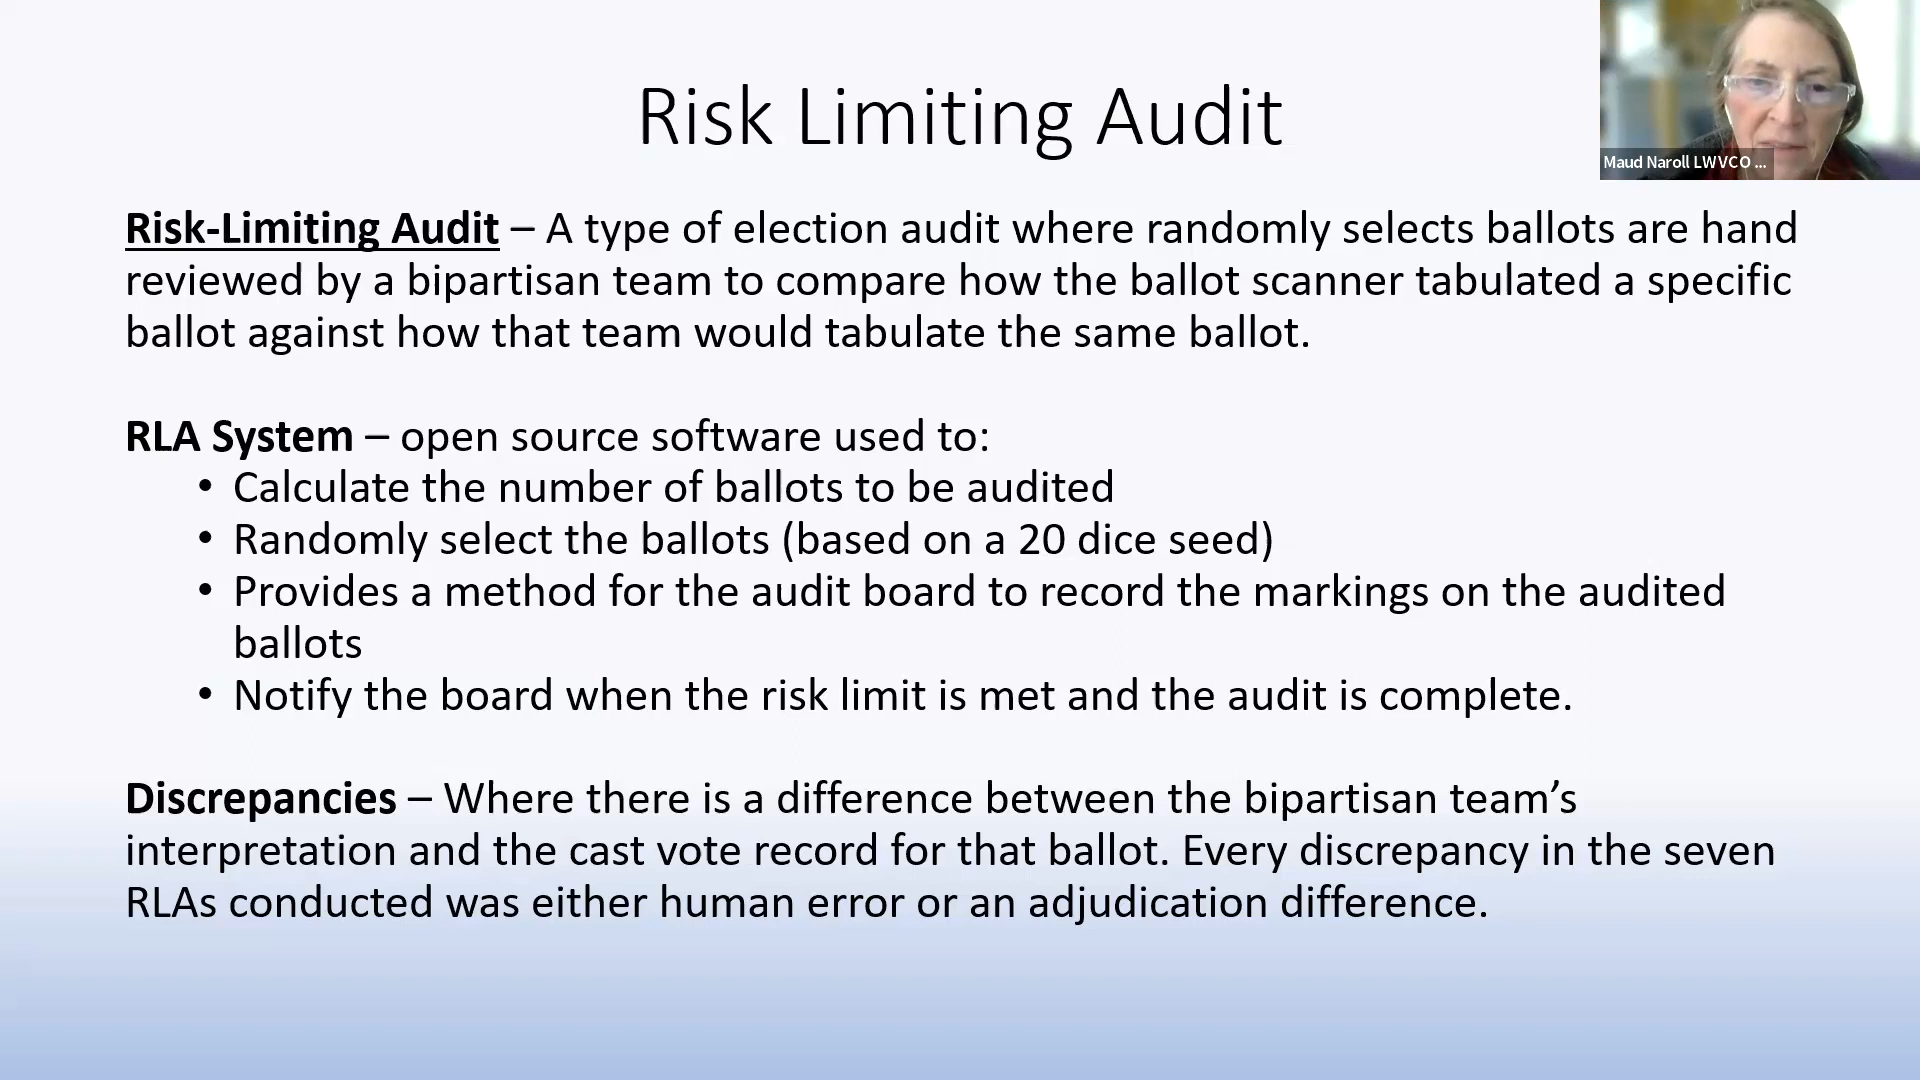 Risk Limiting Audit
Maud Naroll LWVCO ...
Risk-Limiting Audit – A type of election audit where randomly selects ballots are hand
reviewed by a bipartisan team to compare how the ballot scanner tabulated a specific
ballot against how that team would tabulate the same ballot.
RLA System – open source software used to:
• Calculate the number of ballots to be audited
• Randomly select the ballots (based on a 20 dice seed)
• Provides a method for the audit board to record the markings on the audited
ballots
• Notify the board when the risk limit is met and the audit is complete.
Discrepancies – Where there is a difference between the bipartisan team’s
interpretation and the cast vote record for that ballot. Every discrepancy in the seven
RLAs conducted was either human error or an adjudication difference.